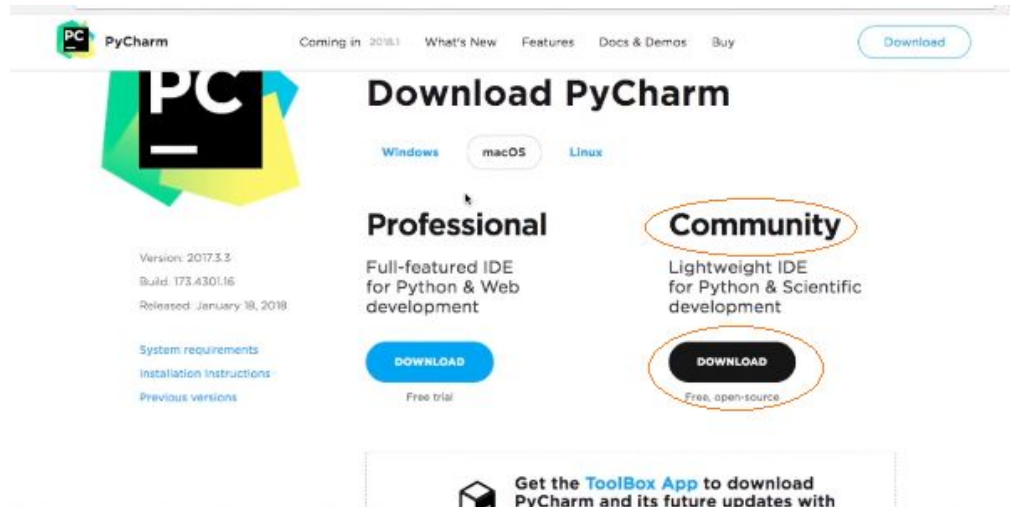 PC PyCharm Coming in 2018.1 What's New Features Docs & Demos Buy Download
PC
Download PyCharm
Windows macOS Linux
Professional
Full-featured IDE
for Python & Web
development
DOWNLOAD
Free trial
Community
Lightweight IDE
for Python & Scientific
development
DOWNLOAD
Free, open-source
Version: 2017.3.3
Build: 173.4301.16
Released: January 18, 2018
System requirements
Installation Instructions
Previous versions
Get the ToolBox App to download
PyCharm and its future updates with